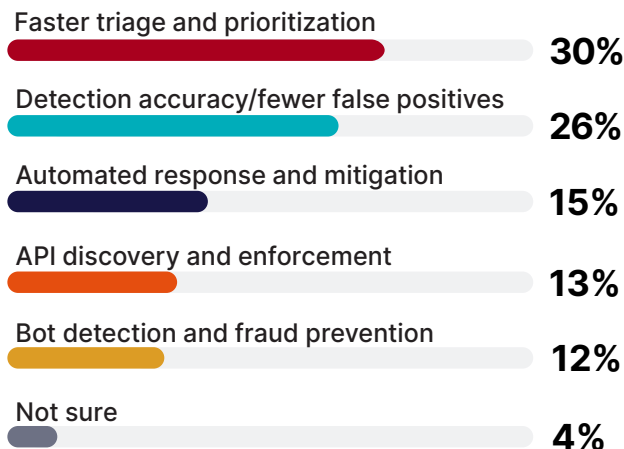 Faster triage and prioritization
30%
Detection accuracy/fewer false positives
26%
Automated response and mitigation
15%
API discovery and enforcement
13%
Bot detection and fraud prevention
12%
Not sure
4%